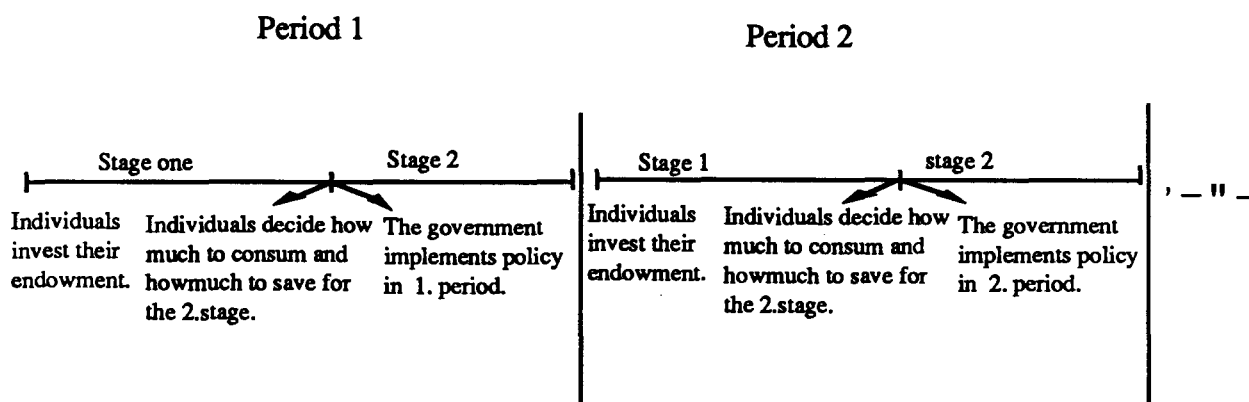 Period 1
Period 2
Stage one
Stage 2
Stage 1
stage 2
Individuals
invest their
endowment.
Individuals decide how
much to consum and
howmuch to save for
the 2.stage.
The government
implements policy
in 1. period.
Individuals
invest their
endowment.
Individuals decide how
much to consum and
howmuch to save for
the 2.stage.
The government
implements policy
in 2. period.
, — " —